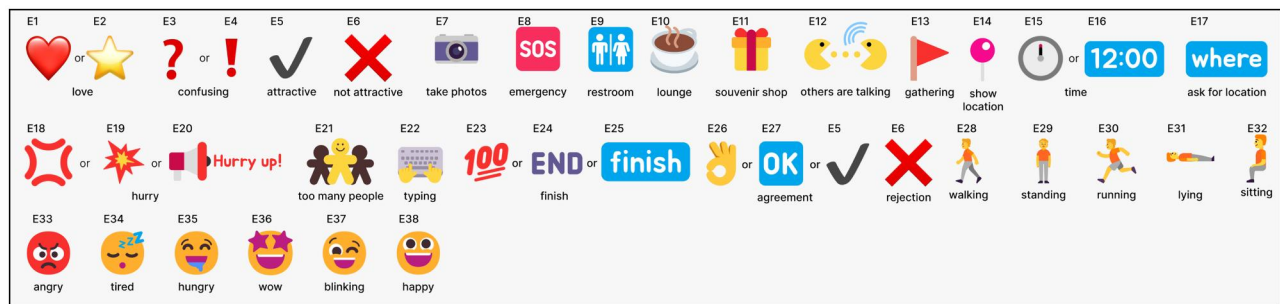 E1 E2 E3 E4 E5 E6 E7 E8 E9 E10 E11 E12 E13 E14 E15 E16 E17
or or SOS or 12:00 where
love confusing attractive not attractive take photos emergency restroom lounge souvenir shop others are talking gathering show location time ask for location
E18 E19 E20 E21 E22 E23 E24 E25 E26 E27 E5 E6 E28 E29 E30 E31 E32
or or Hurry up! 100 or END or finish or OK or
hurry too many people typing finish agreement rejection walking standing running lying sitting
E33 E34 E35 E36 E37 E38
zzz
angry tired hungry wow blinking happy